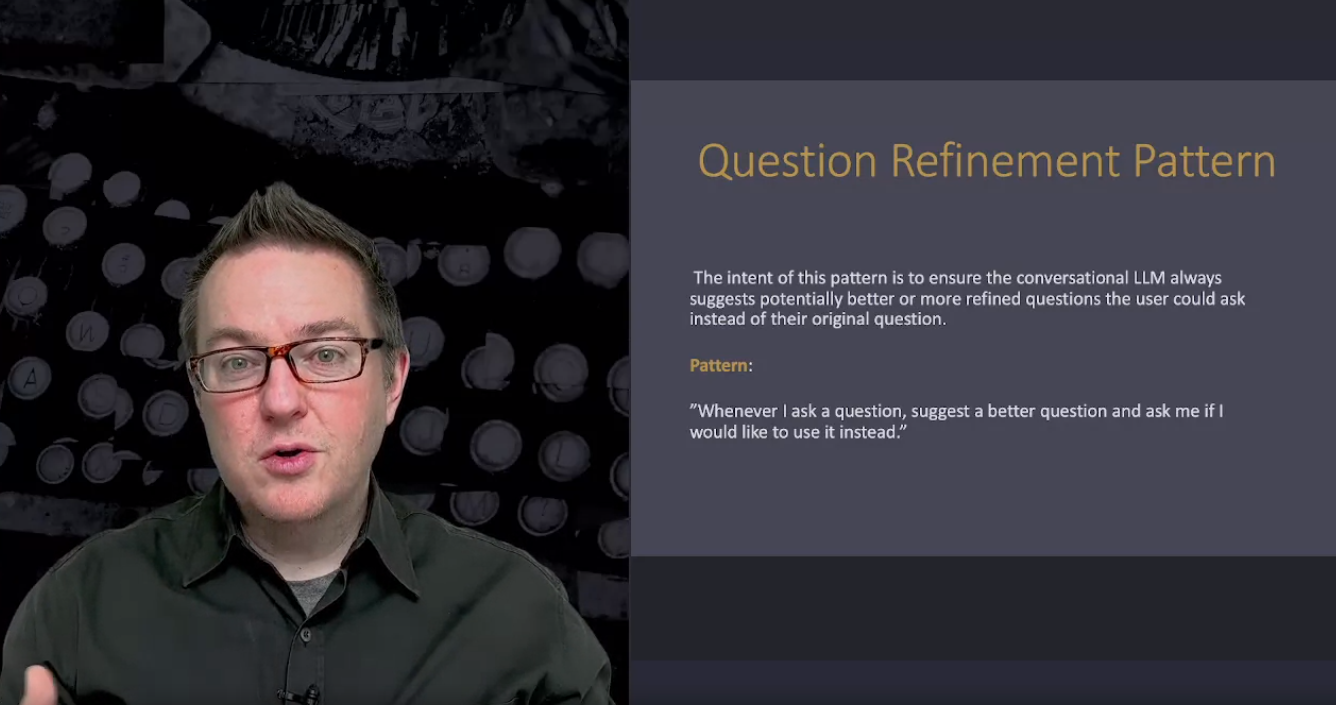 Question Refinement Pattern
The intent of this pattern is to ensure the conversational LLM always
suggests potentially better or more refined questions the user could ask
instead of their original question.
Pattern:
”Whenever I ask a question, suggest a better question and ask me if I
would like to use it instead.”